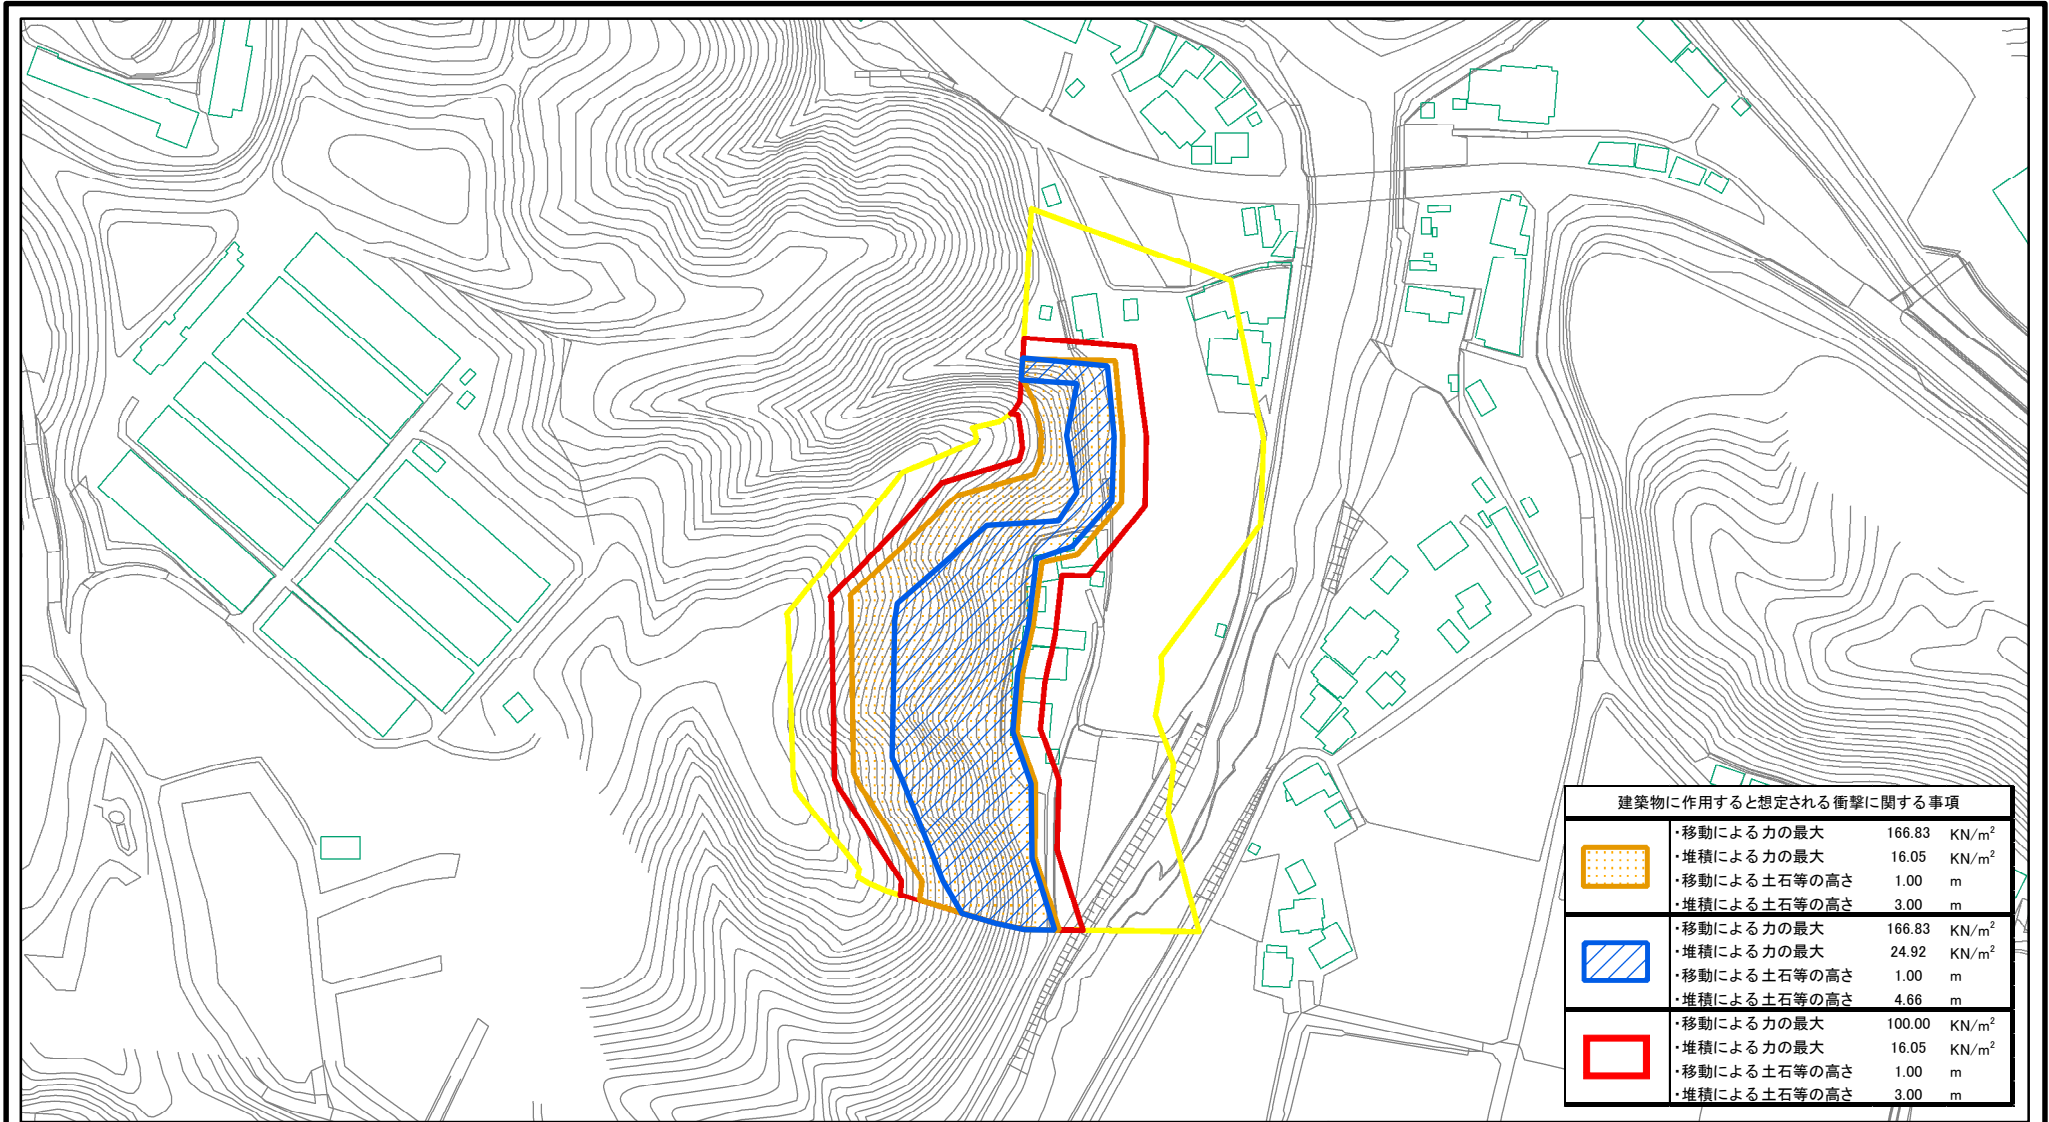 建築物に作用すると想定される衝撃に関する事項
・移動による力の最大 166.83 KN/m²
・堆積による力の最大 16.05 KN/m²
・移動による土石等の高さ 1.00 m
・堆積による土石等の高さ 3.00 m
・移動による力の最大 166.83 KN/m²
・堆積による力の最大 24.92 KN/m²
・移動による土石等の高さ 1.00 m
・堆積による土石等の高さ 4.66 m
・移動による力の最大 100.00 KN/m²
・堆積による力の最大 16.05 KN/m²
・移動による土石等の高さ 1.00 m
・堆積による土石等の高さ 3.00 m